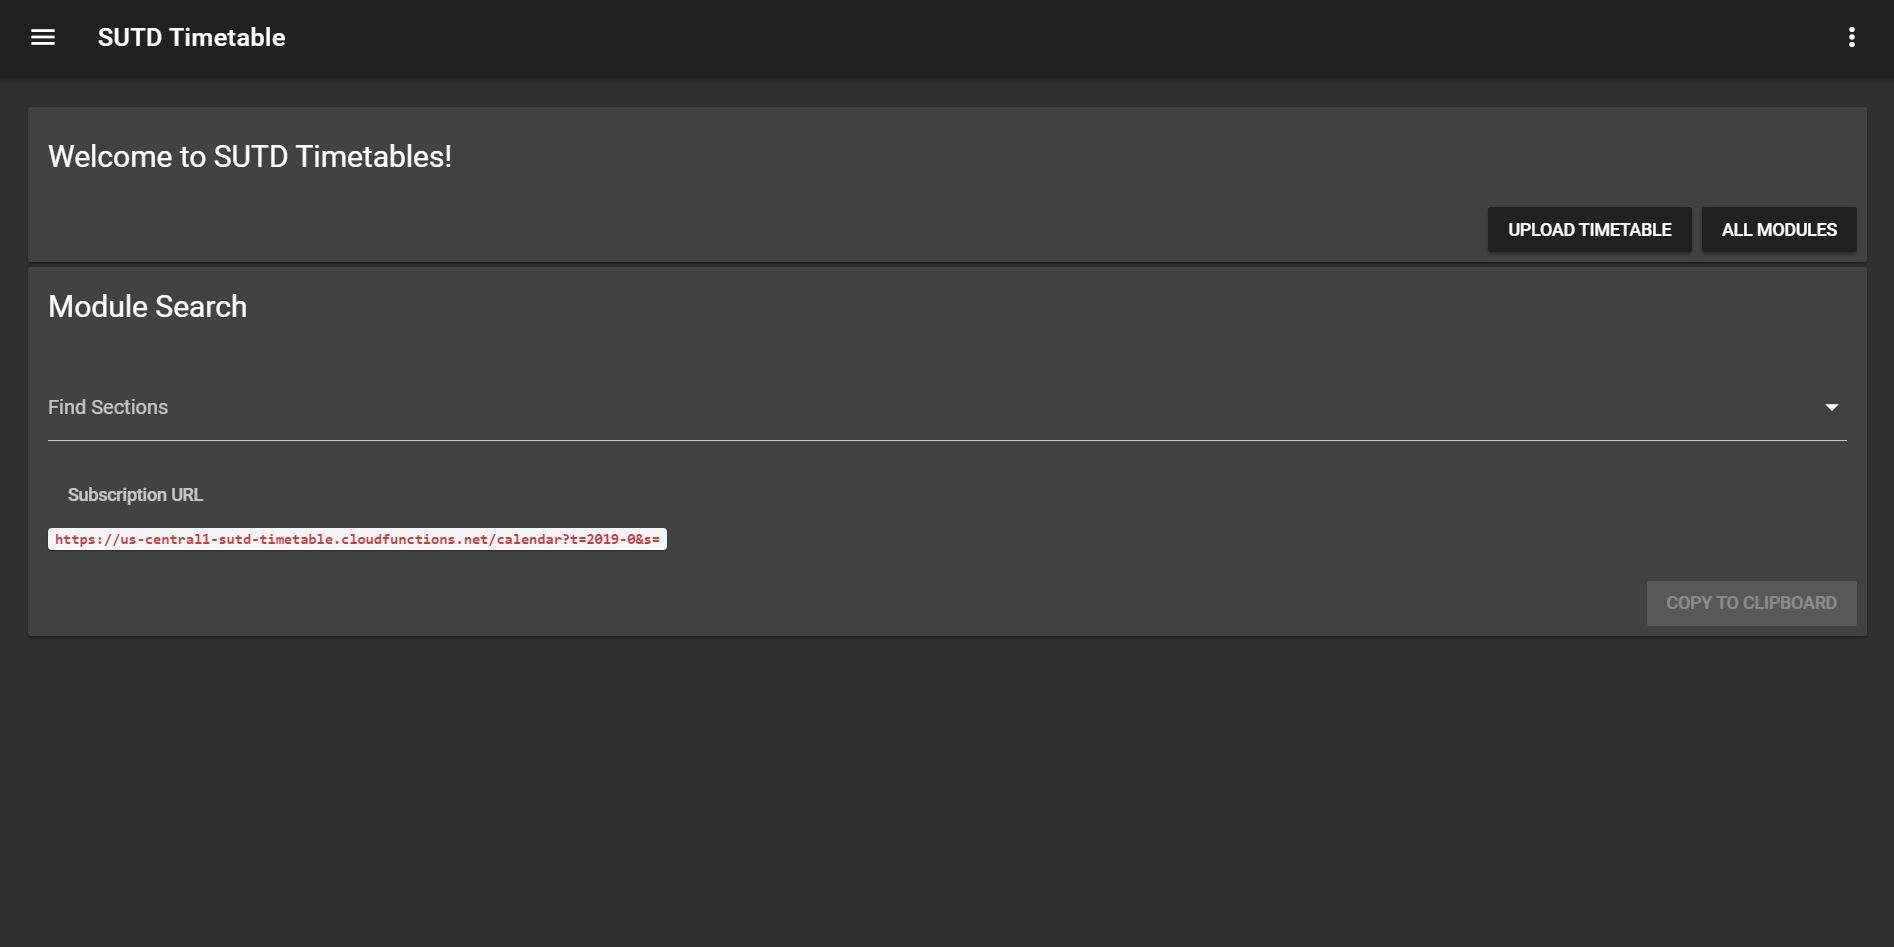 SUTD Timetable
Welcome to SUTD Timetables!
UPLOAD TIMETABLE ALL MODULES
Module Search
Find Sections
Subscription URL
https://us-central1-sutd-timetable.cloudfunctions.net/calendar?t=2019-0&s=
COPY TO CLIPBOARD